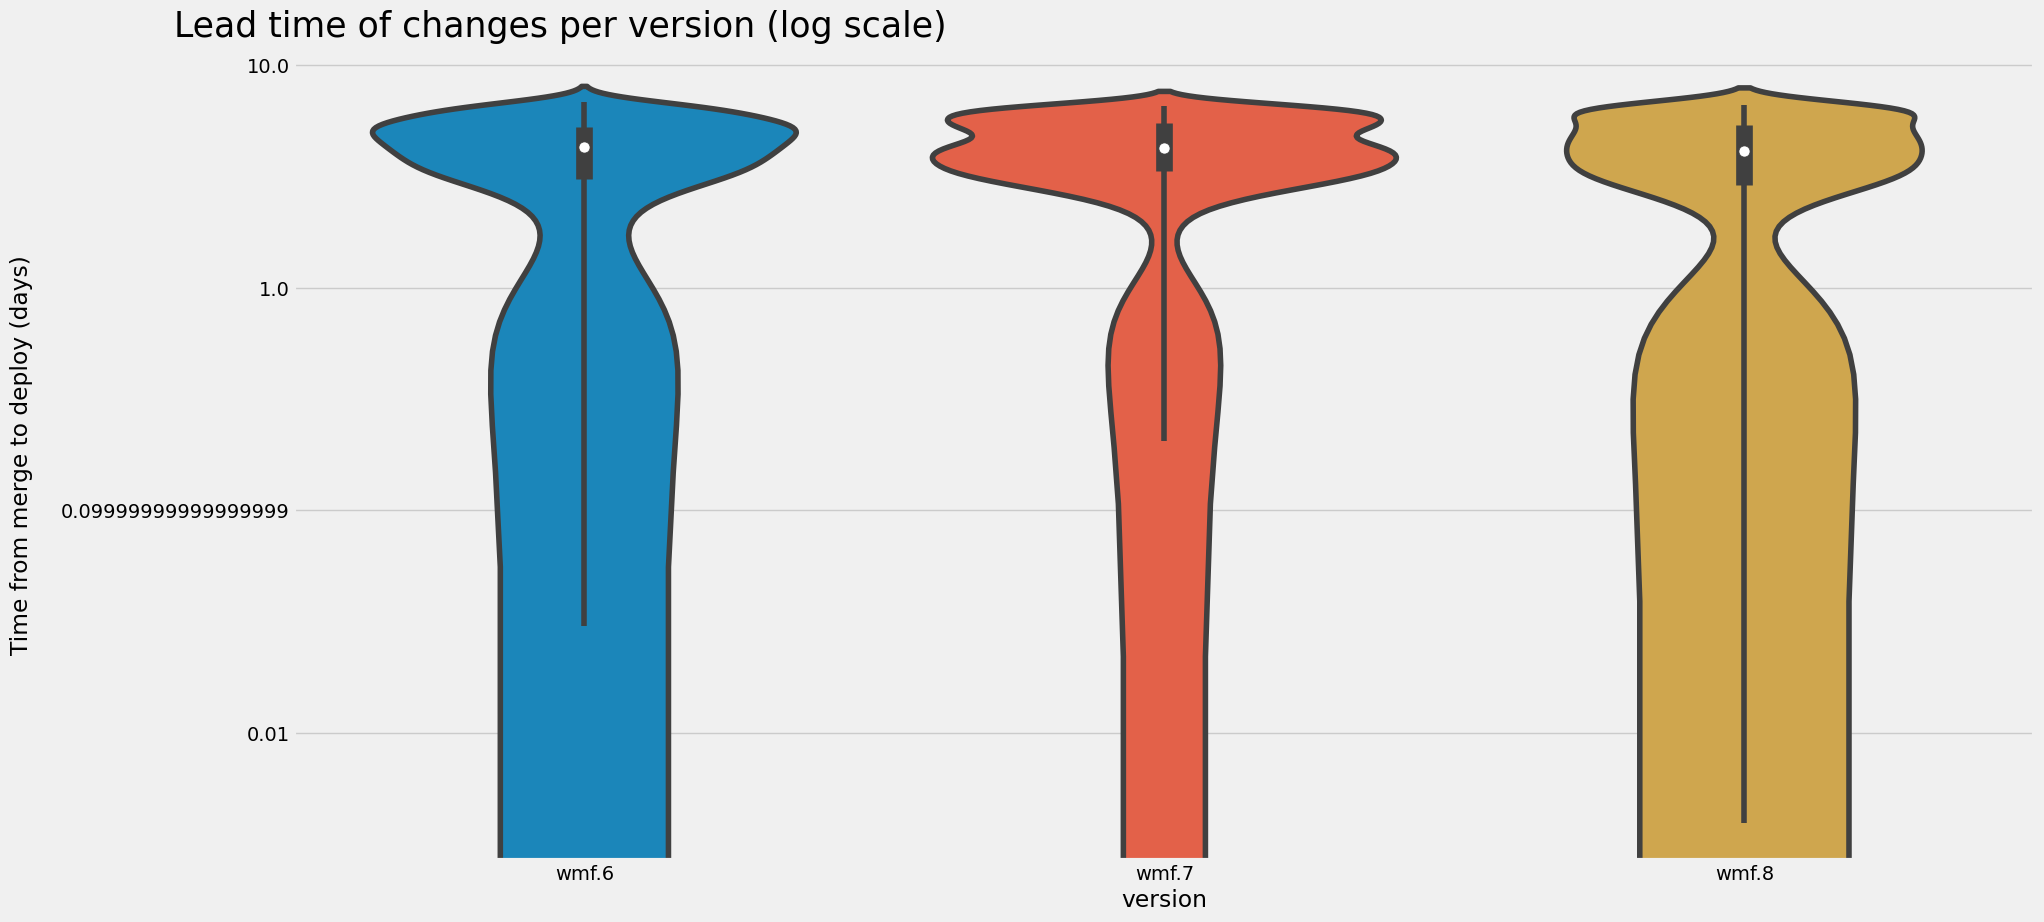 Lead time of changes per version (log scale)
Time from merge to deploy (days)
10.0
1.0
0.09999999999999999
0.01
wmf.6
wmf.7
wmf.8
version